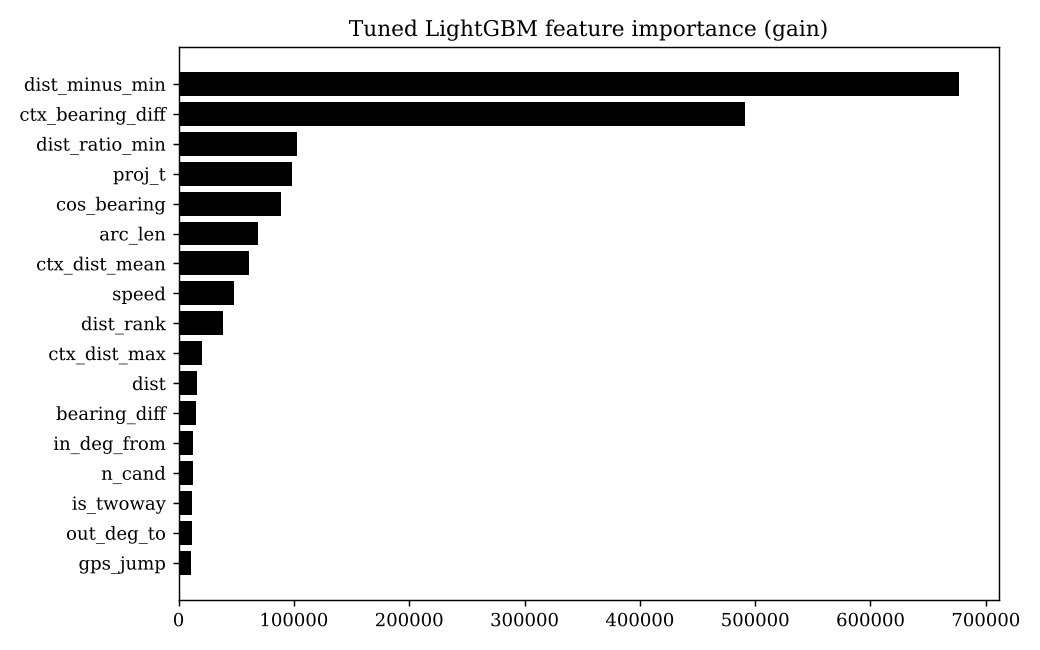 Tuned LightGBM feature importance (gain)
dist_minus_min
ctx_bearing_diff
dist_ratio_min
proj_t
cos_bearing
arc_len
ctx_dist_mean
speed
dist_rank
ctx_dist_max
dist
bearing_diff
in_deg_from
n_cand
is_twoway
out_deg_to
gps_jump
0 100000 200000 300000 400000 500000 600000 700000